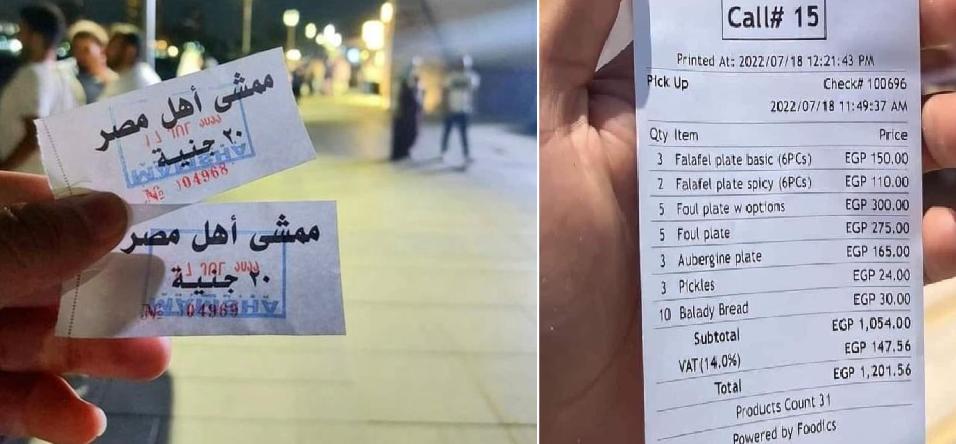 ممشى أهل مصر
٢٠ جنية
№ 104968
ممشى أهل مصر
٢٠ جنية
№ 104969
Call# 15
Printed At: 2022/07/18 12:21:43 PM
Pick Up Check# 100696
2022/07/18 11:49:37 AM
Qty Item Price
3 Falafel plate basic (6PCs) EGP 150.00
2 Falafel plate spicy (6PCs) EGP 110.00
5 Foul plate w options EGP 300.00
5 Foul plate EGP 275.00
3 Aubergine plate EGP 165.00
3 Pickles EGP 24.00
10 Balady Bread EGP 30.00
Subtotal EGP 1,054.00
VAT(14.0%) EGP 147.56
Total EGP 1,201.56
Products Count 31
Powered by Foodics